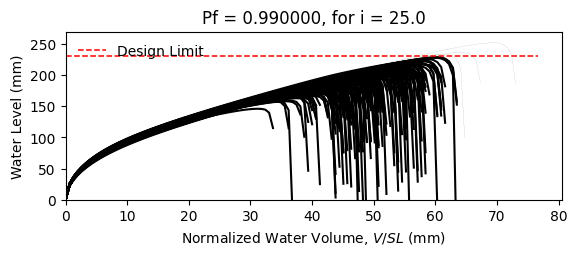 Pf = 0.990000, for i = 25.0
Design Limit
Water Level (mm)
250
200
150
100
50
0
0 10 20 30 40 50 60 70 80
Normalized Water Volume, V/SL (mm)